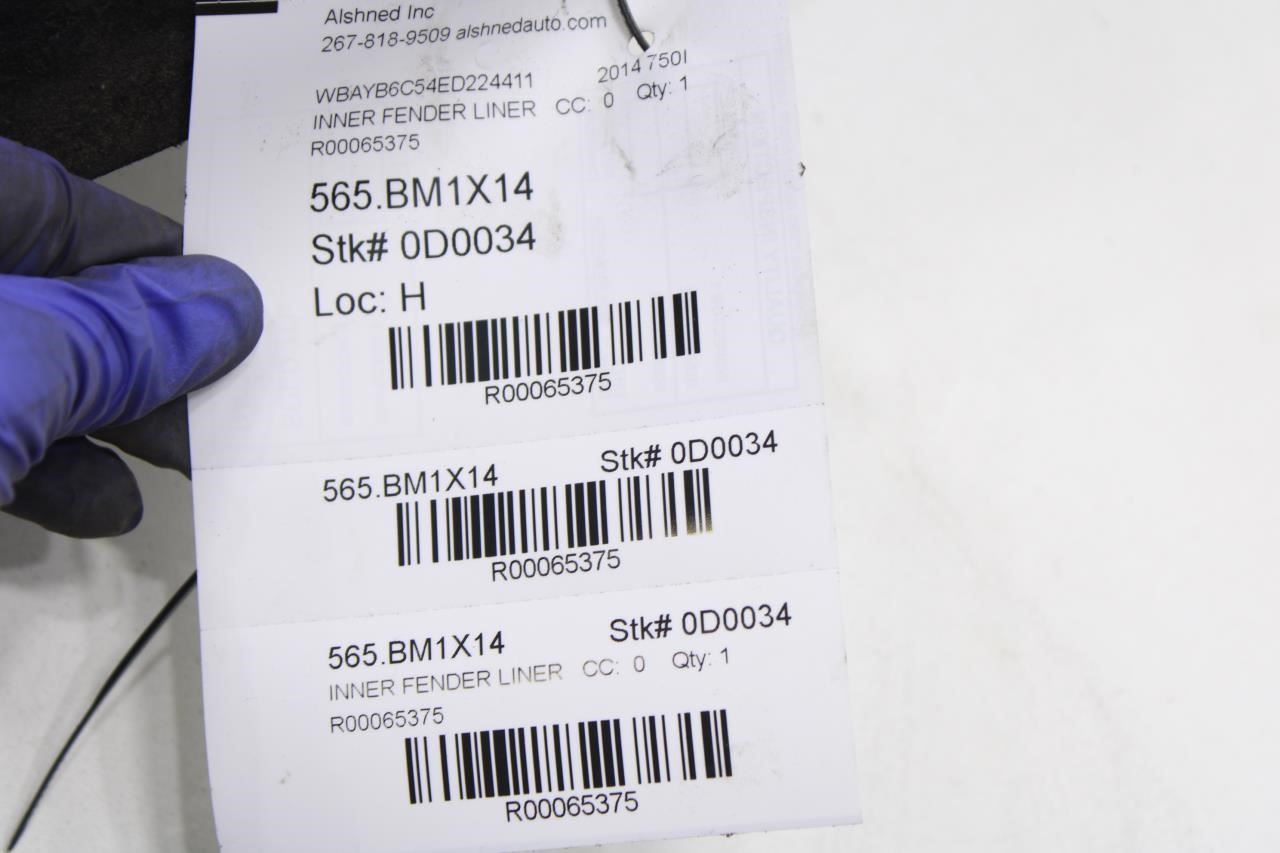 Alshned Inc
267-818-9509 alshnedauto.com
WBAYB6C54ED224411 2014 750I
INNER FENDER LINER CC: 0 Qty: 1
R00065375
565.BM1X14
Stk# 0D0034
Loc: H
R00065375
565.BM1X14 Stk# 0D0034
R00065375
565.BM1X14 Stk# 0D0034
INNER FENDER LINER CC: 0 Qty: 1
R00065375
R00065375